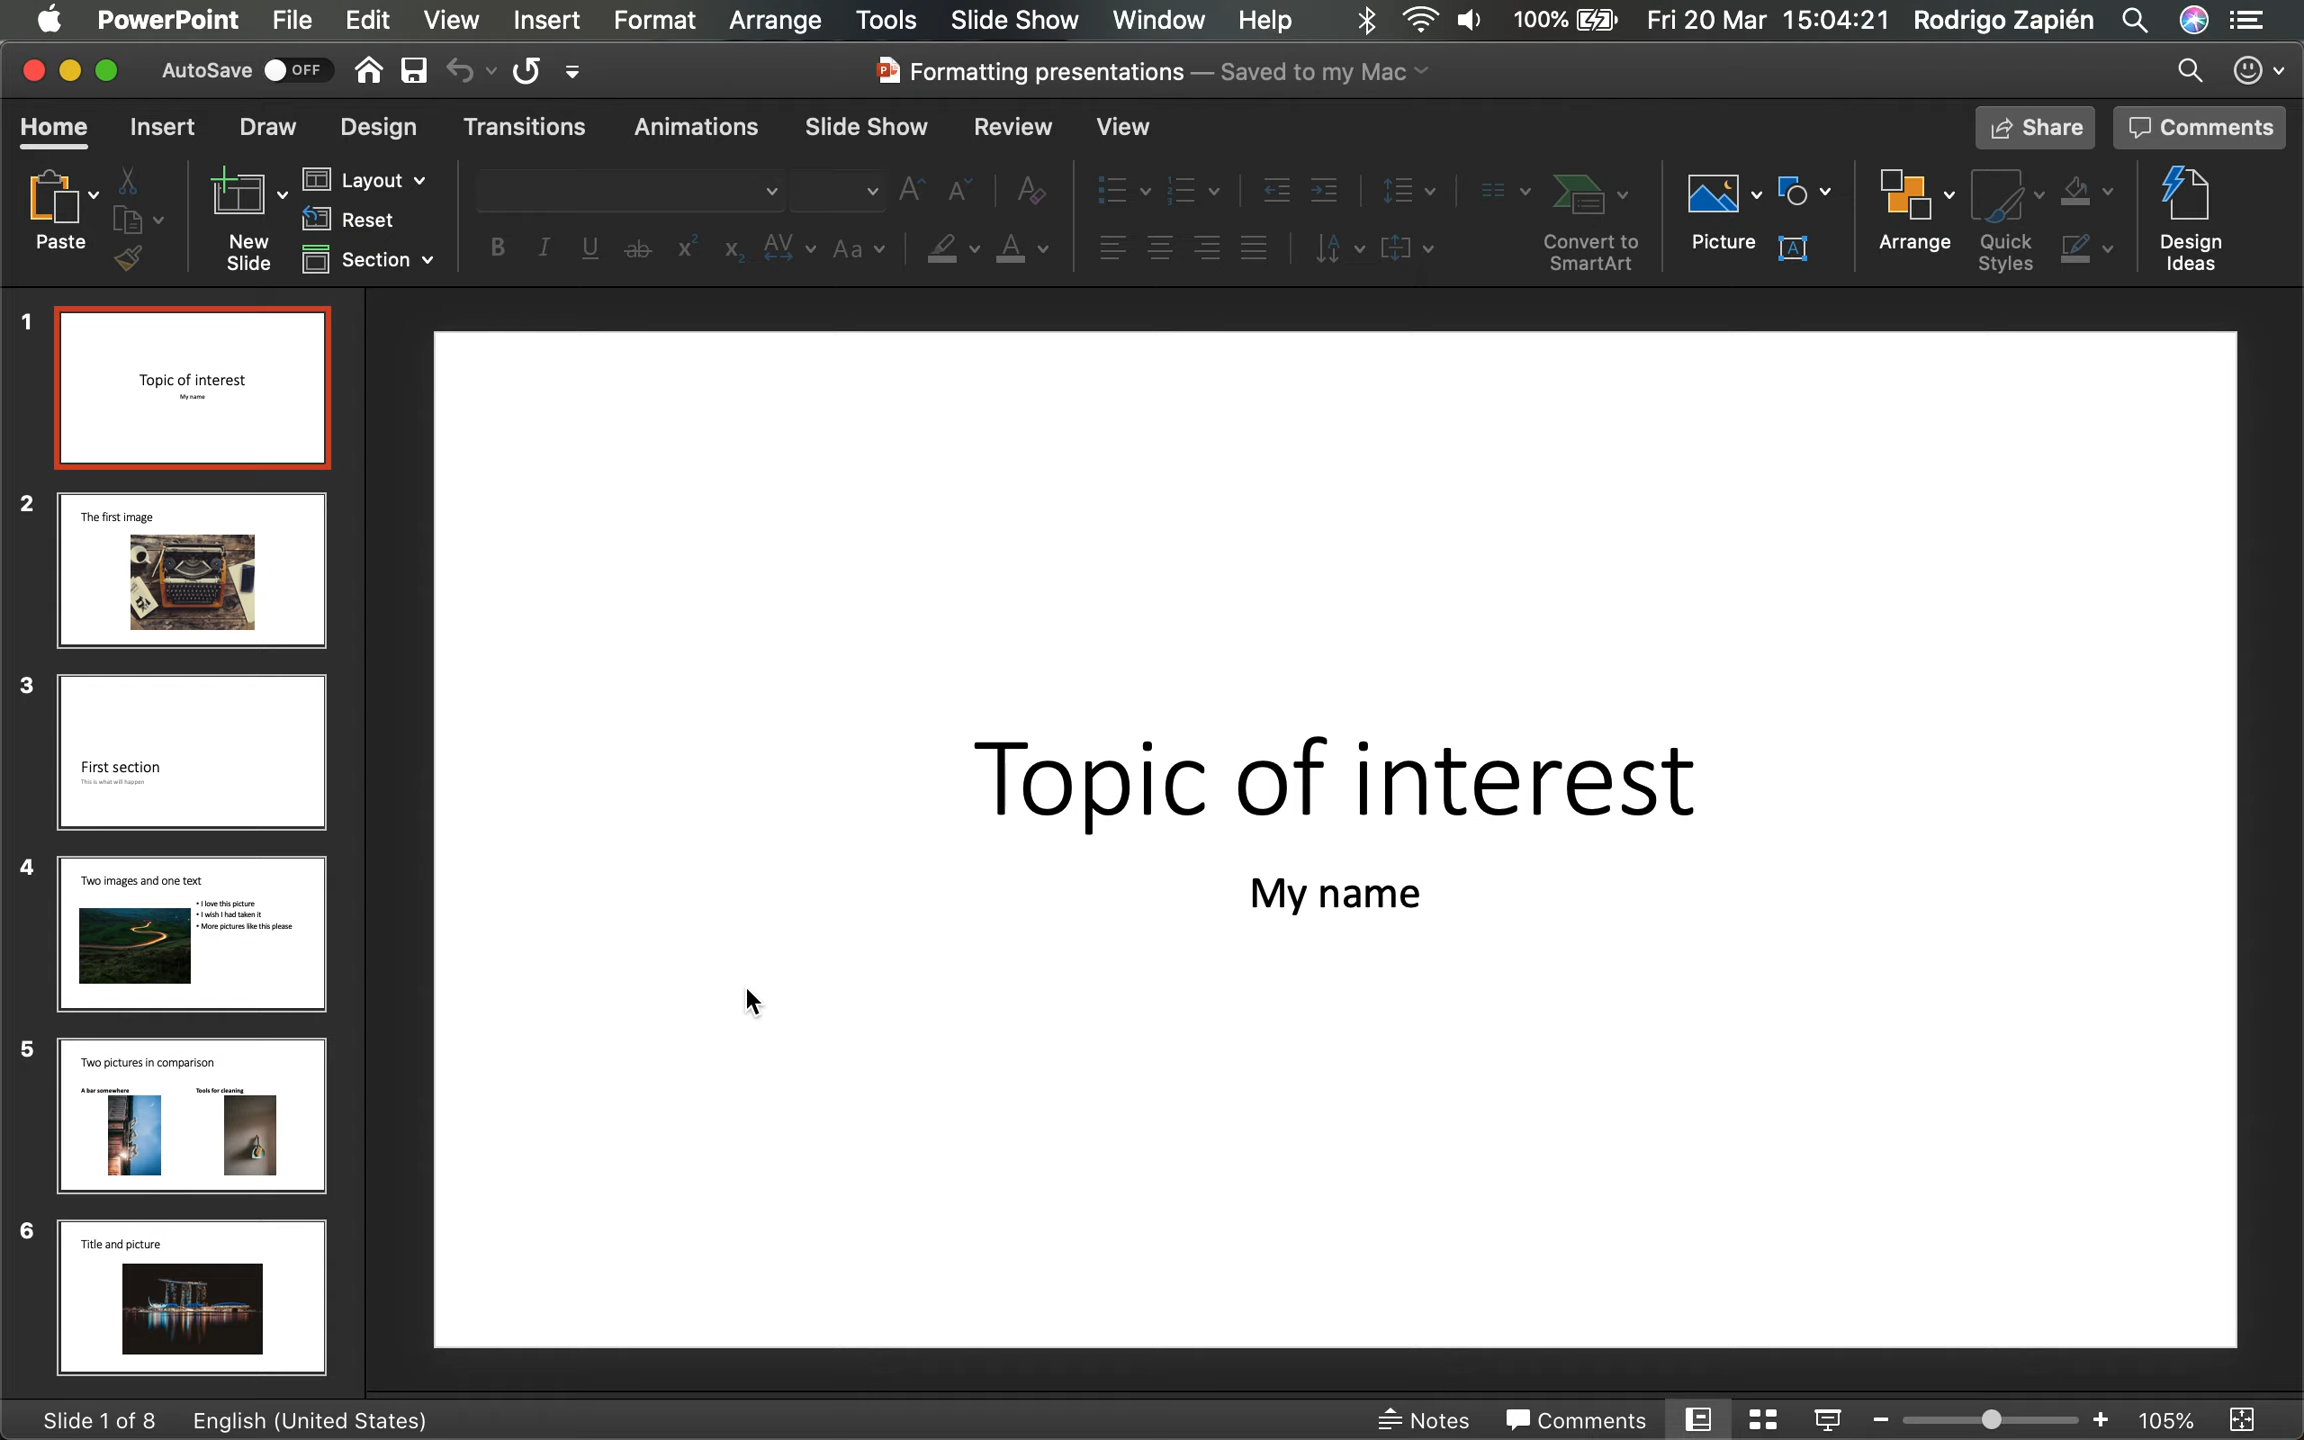 PowerPoint File Edit View Insert Format Arrange Tools Slide Show Window Help 100% Fri 20 Mar 15:04:21 Rodrigo Zapién
AutoSave OFF Formatting presentations — Saved to my Mac
Home Insert Draw Design Transitions Animations Slide Show Review View Share Comments
Paste
New
Slide
Layout
Reset
Section
Convert to
SmartArt
Picture
Arrange
Quick
Styles
Design
Ideas
1
Topic of interest
My name
2
The first image
3
First section
This is what will happen
4
Two images and one text
• I love this picture
• I wish I had taken it
• More pictures like this please
5
Two pictures in comparison
A bar somewhere Tools for cleaning
6
Title and picture
Topic of interest
My name
Slide 1 of 8 English (United States) Notes Comments 105%